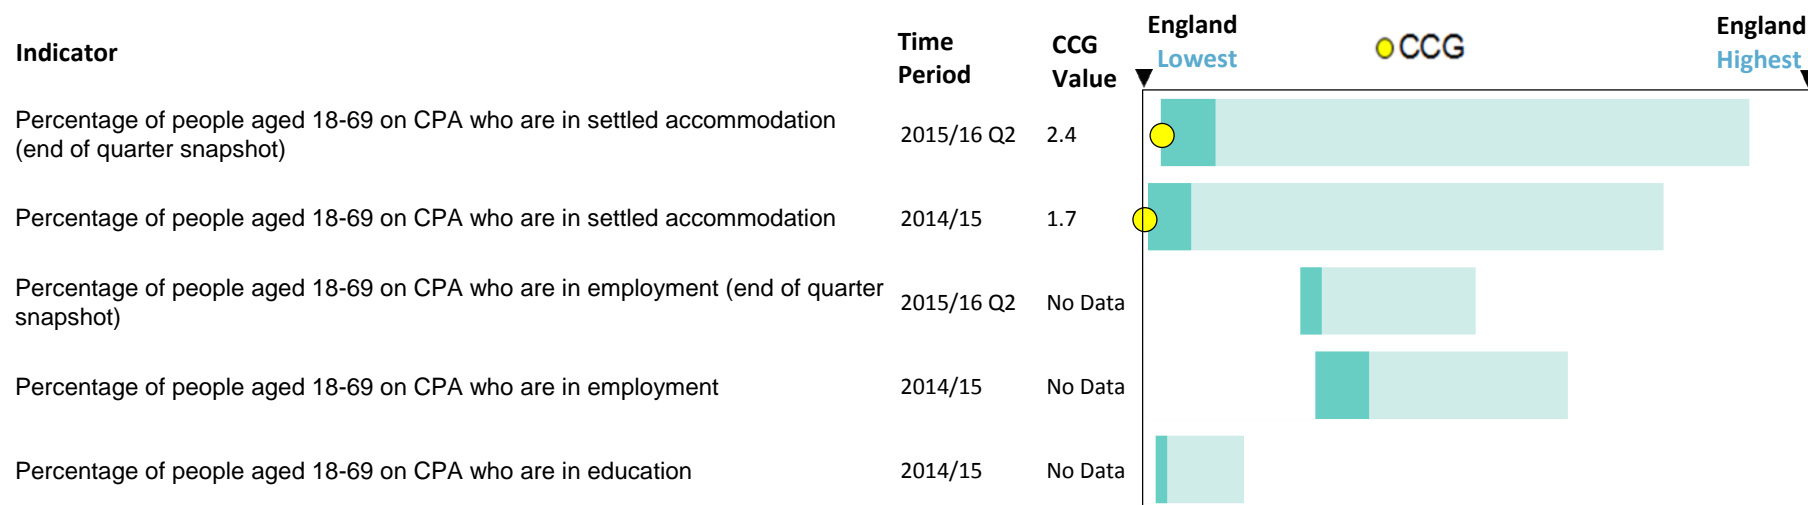 Indicator
Time
Period
CCG
Value
England
Lowest
CCG
England
Highest
Percentage of people aged 18-69 on CPA who are in settled accommodation
(end of quarter snapshot)
2015/16 Q2
2.4
Percentage of people aged 18-69 on CPA who are in settled accommodation
2014/15
1.7
Percentage of people aged 18-69 on CPA who are in employment (end of quarter
snapshot)
2015/16 Q2
No Data
Percentage of people aged 18-69 on CPA who are in employment
2014/15
No Data
Percentage of people aged 18-69 on CPA who are in education
2014/15
No Data